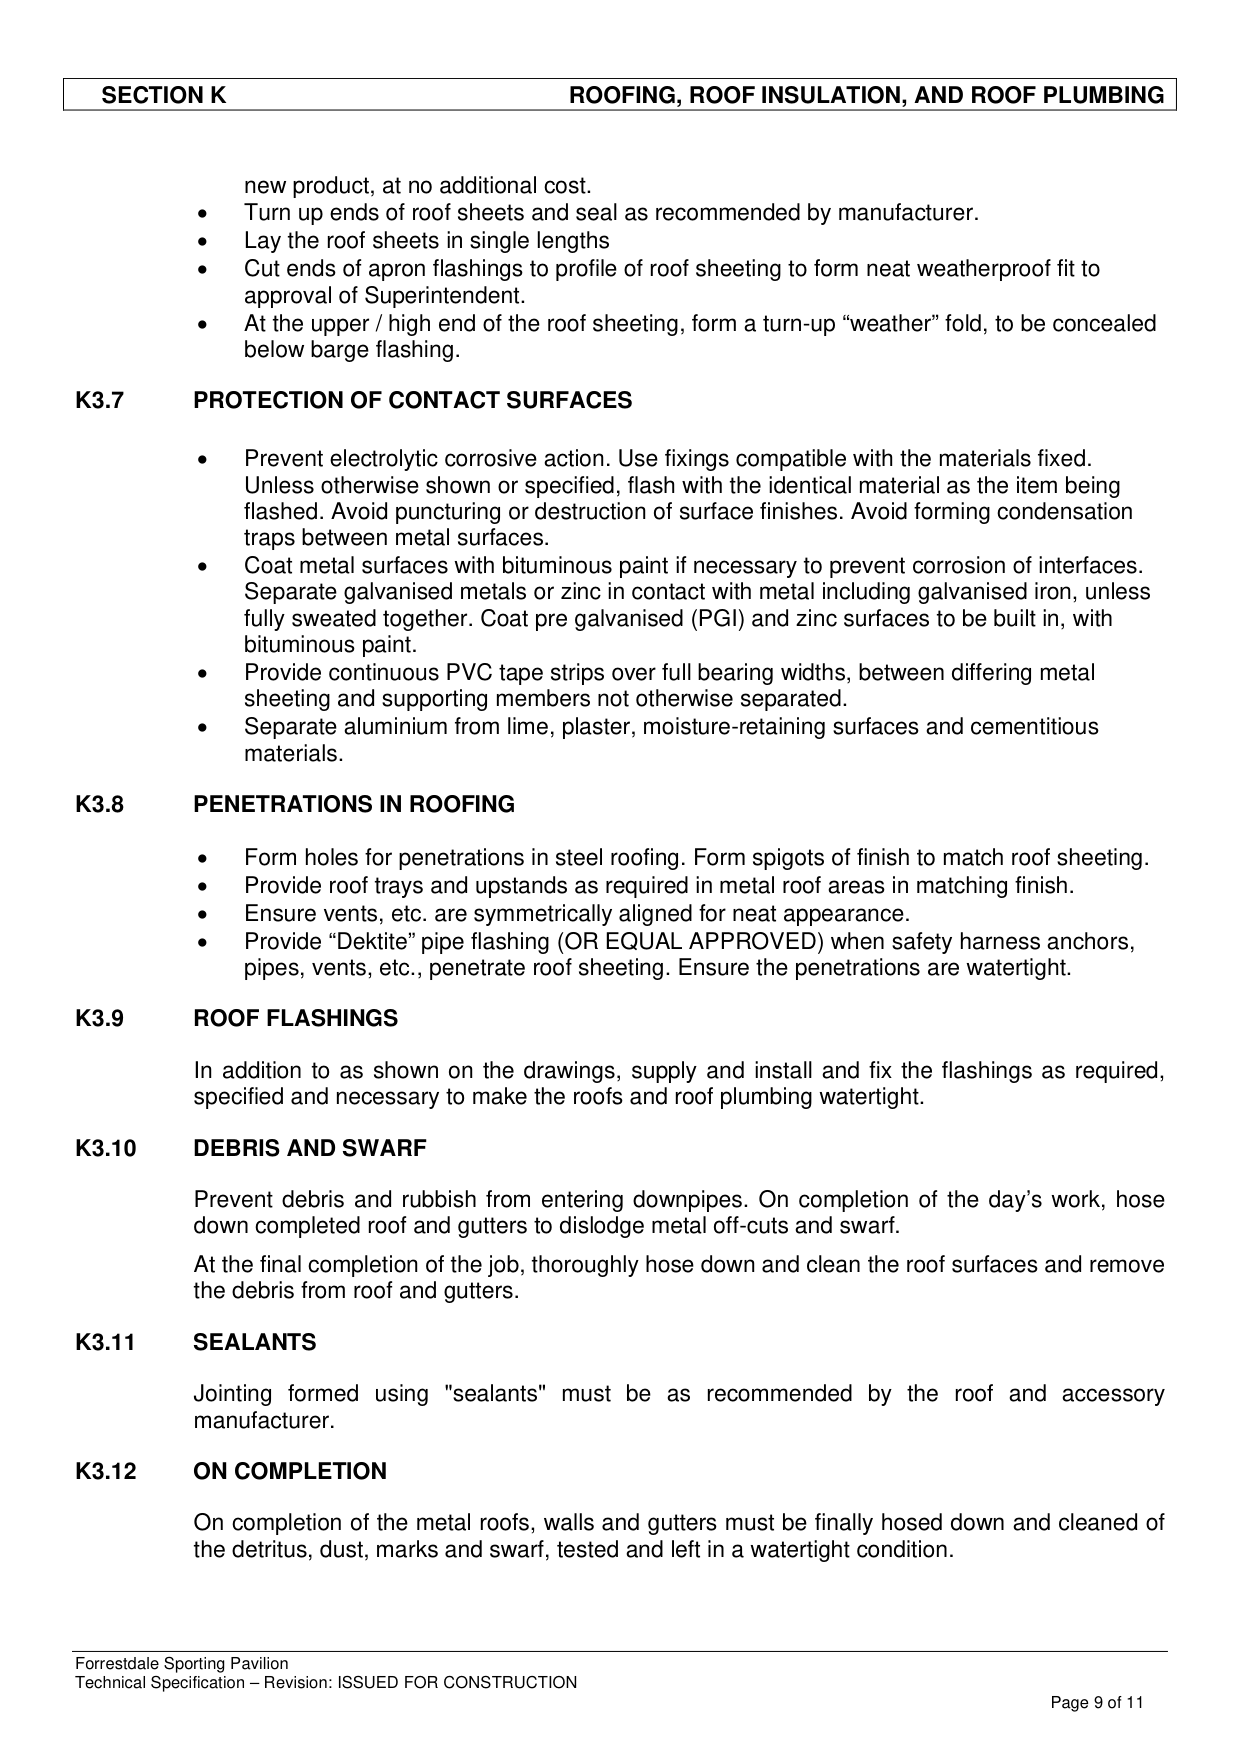 SECTION K ROOFING, ROOF INSULATION, AND ROOF PLUMBING
new product, at no additional cost.
• Turn up ends of roof sheets and seal as recommended by manufacturer.
• Lay the roof sheets in single lengths
• Cut ends of apron flashings to profile of roof sheeting to form neat weatherproof fit to
approval of Superintendent.
• At the upper / high end of the roof sheeting, form a turn-up “weather” fold, to be concealed
below barge flashing.
K3.7 PROTECTION OF CONTACT SURFACES
• Prevent electrolytic corrosive action. Use fixings compatible with the materials fixed.
Unless otherwise shown or specified, flash with the identical material as the item being
flashed. Avoid puncturing or destruction of surface finishes. Avoid forming condensation
traps between metal surfaces.
• Coat metal surfaces with bituminous paint if necessary to prevent corrosion of interfaces.
Separate galvanised metals or zinc in contact with metal including galvanised iron, unless
fully sweated together. Coat pre galvanised (PGI) and zinc surfaces to be built in, with
bituminous paint.
• Provide continuous PVC tape strips over full bearing widths, between differing metal
sheeting and supporting members not otherwise separated.
• Separate aluminium from lime, plaster, moisture-retaining surfaces and cementitious
materials.
K3.8 PENETRATIONS IN ROOFING
• Form holes for penetrations in steel roofing. Form spigots of finish to match roof sheeting.
• Provide roof trays and upstands as required in metal roof areas in matching finish.
• Ensure vents, etc. are symmetrically aligned for neat appearance.
• Provide “Dektite” pipe flashing (OR EQUAL APPROVED) when safety harness anchors,
pipes, vents, etc., penetrate roof sheeting. Ensure the penetrations are watertight.
K3.9 ROOF FLASHINGS
In addition to as shown on the drawings, supply and install and fix the flashings as required,
specified and necessary to make the roofs and roof plumbing watertight.
K3.10 DEBRIS AND SWARF
Prevent debris and rubbish from entering downpipes. On completion of the day’s work, hose
down completed roof and gutters to dislodge metal off-cuts and swarf.
At the final completion of the job, thoroughly hose down and clean the roof surfaces and remove
the debris from roof and gutters.
K3.11 SEALANTS
Jointing formed using "sealants" must be as recommended by the roof and accessory
manufacturer.
K3.12 ON COMPLETION
On completion of the metal roofs, walls and gutters must be finally hosed down and cleaned of
the detritus, dust, marks and swarf, tested and left in a watertight condition.
Forrestdale Sporting Pavilion
Technical Specification – Revision: ISSUED FOR CONSTRUCTION
Page 9 of 11